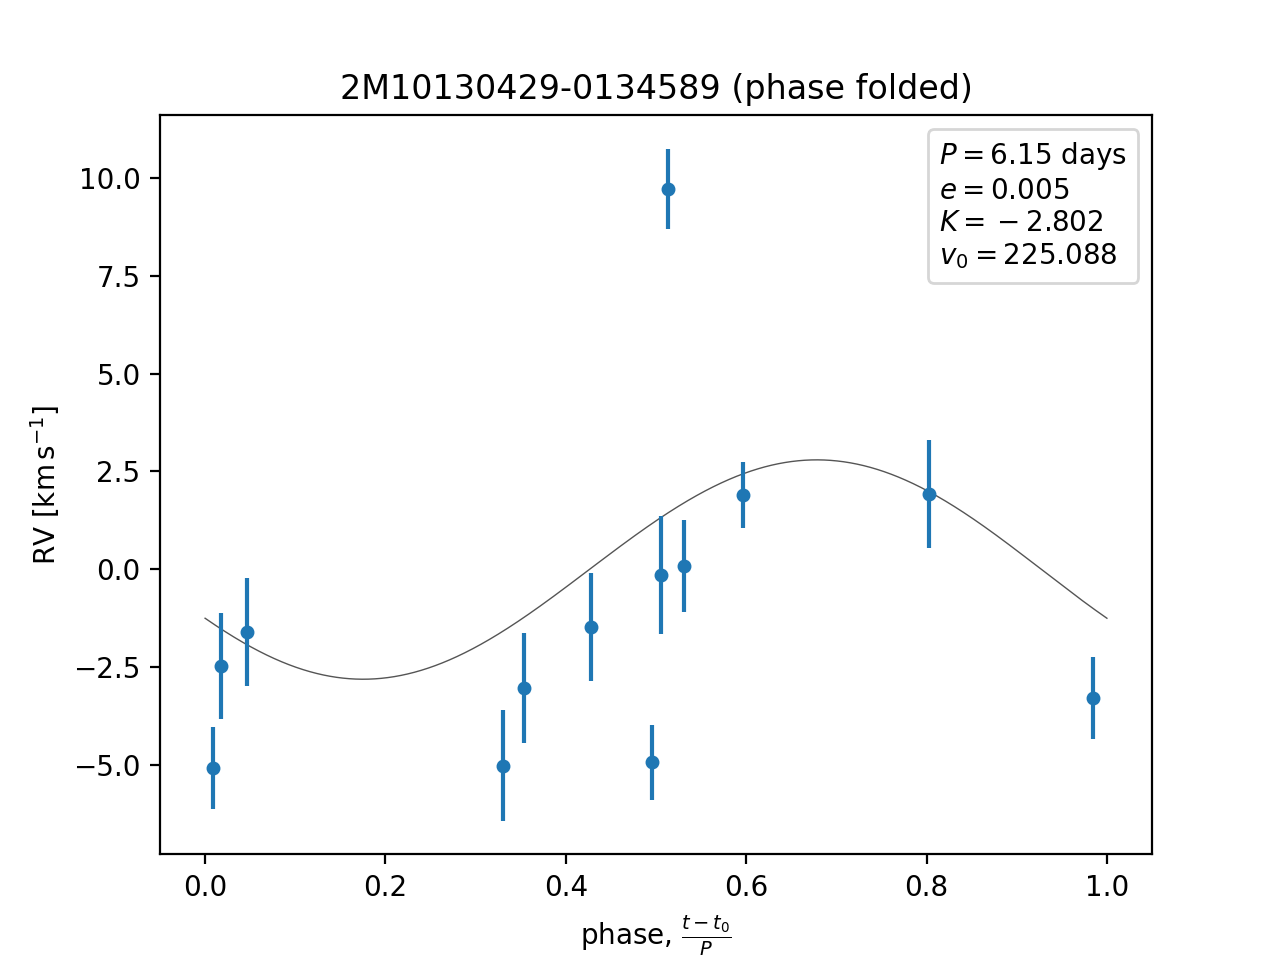 2M10130429-0134589 (phase folded)
P = 6.15 days
e = 0.005
K = −2.802
v₀ = 225.088
10.0
7.5
5.0
2.5
0.0
−2.5
−5.0
RV [km s⁻¹]
0.0 0.2 0.4 0.6 0.8 1.0
phase, (t − t₀)/P